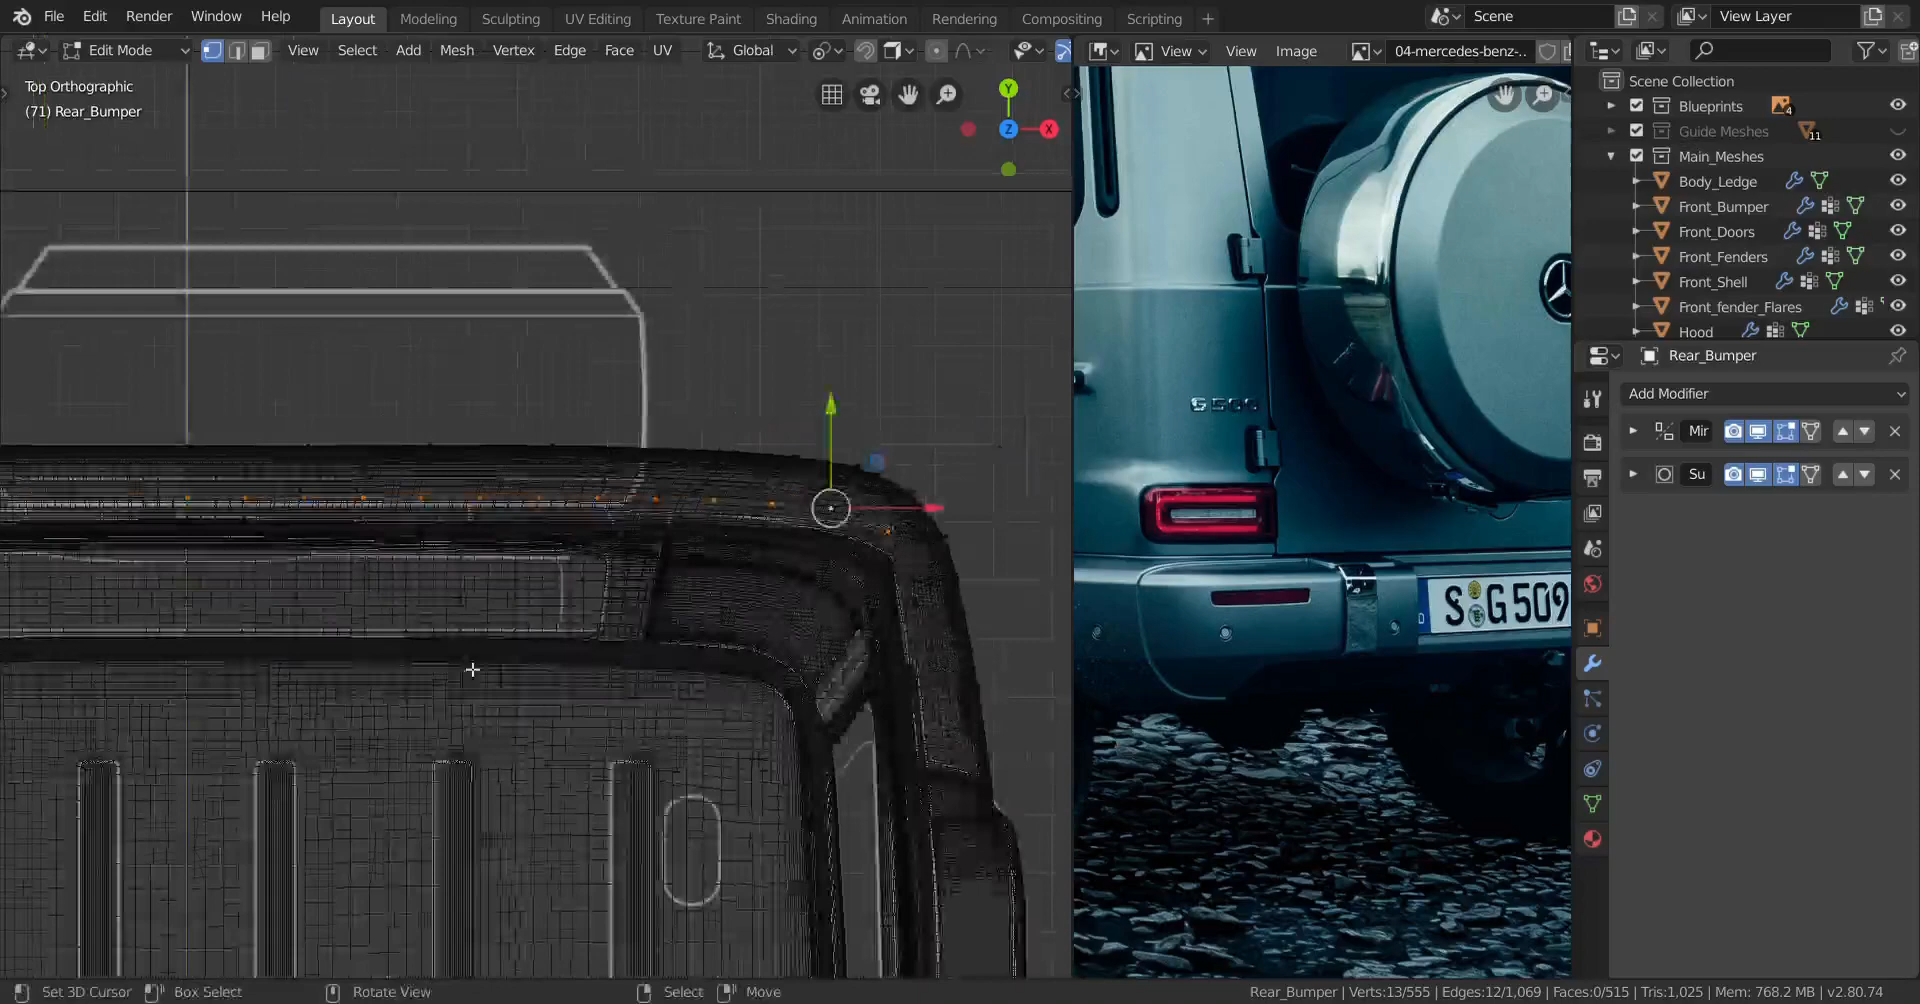 File Edit Render Window Help Layout Modeling Sculpting UV Editing Texture Paint Shading Animation Rendering Compositing Scripting + Scene View Layer
Edit Mode View Select Add Mesh Vertex Edge Face UV Global View View Image 04-mercedes-benz-..
Top Orthographic
(71) Rear_Bumper
Y
Z
X
Scene Collection
Blueprints 4
Guide Meshes 11
Main_Meshes
Body_Ledge
Front_Bumper
Front_Doors
Front_Fenders
Front_Shell
Front_fender_Flares
Hood
Rear_Bumper
Add Modifier
Mir
Su
G 500
S G 509
D
Set 3D Cursor Box Select Rotate View Select Move Rear_Bumper | Verts:13/555 | Edges:12/1,069 | Faces:0/515 | Tris:1,025 | Mem: 768.2 MB | v2.80.74